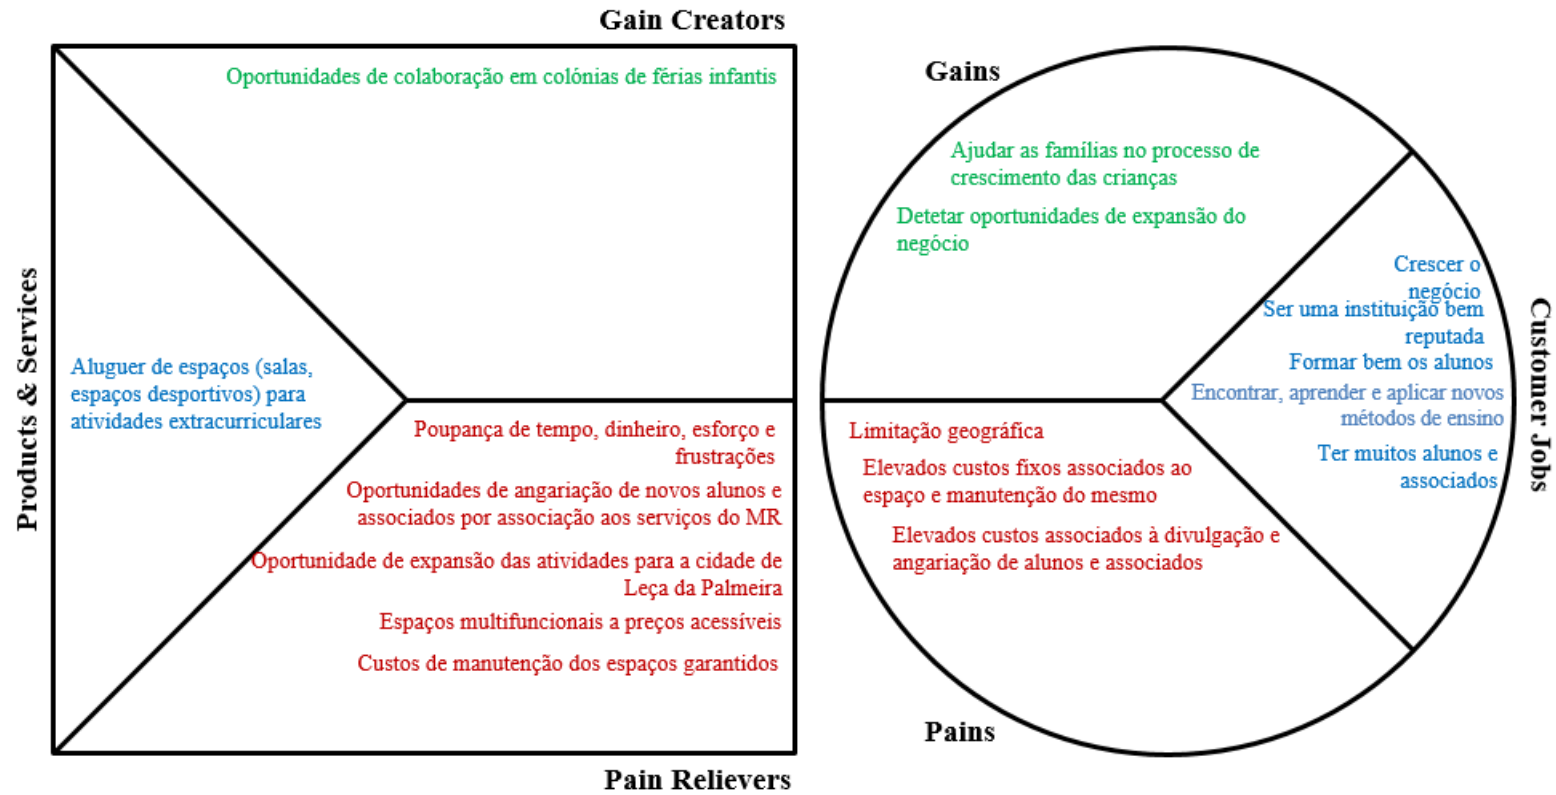 Gain Creators
Oportunidades de colaboração em colónias de férias infantis
Products & Services
Aluguer de espaços (salas,
espaços desportivos) para
atividades extracurriculares
Poupança de tempo, dinheiro, esforço e
frustrações
Oportunidades de angariação de novos alunos e
associados por associação aos serviços do MR
Oportunidade de expansão das atividades para a cidade de
Leça da Palmeira
Espaços multifuncionais a preços acessíveis
Custos de manutenção dos espaços garantidos
Pain Relievers
Gains
Ajudar as famílias no processo de
crescimento das crianças
Detetar oportunidades de expansão do
negócio
Crescer o
negócio
Ser uma instituição bem
reputada
Formar bem os alunos
Encontrar, aprender e aplicar novos
métodos de ensino
Ter muitos alunos e
associados
Customer Jobs
Limitação geográfica
Elevados custos fixos associados ao
espaço e manutenção do mesmo
Elevados custos associados à divulgação e
angariação de alunos e associados
Pains